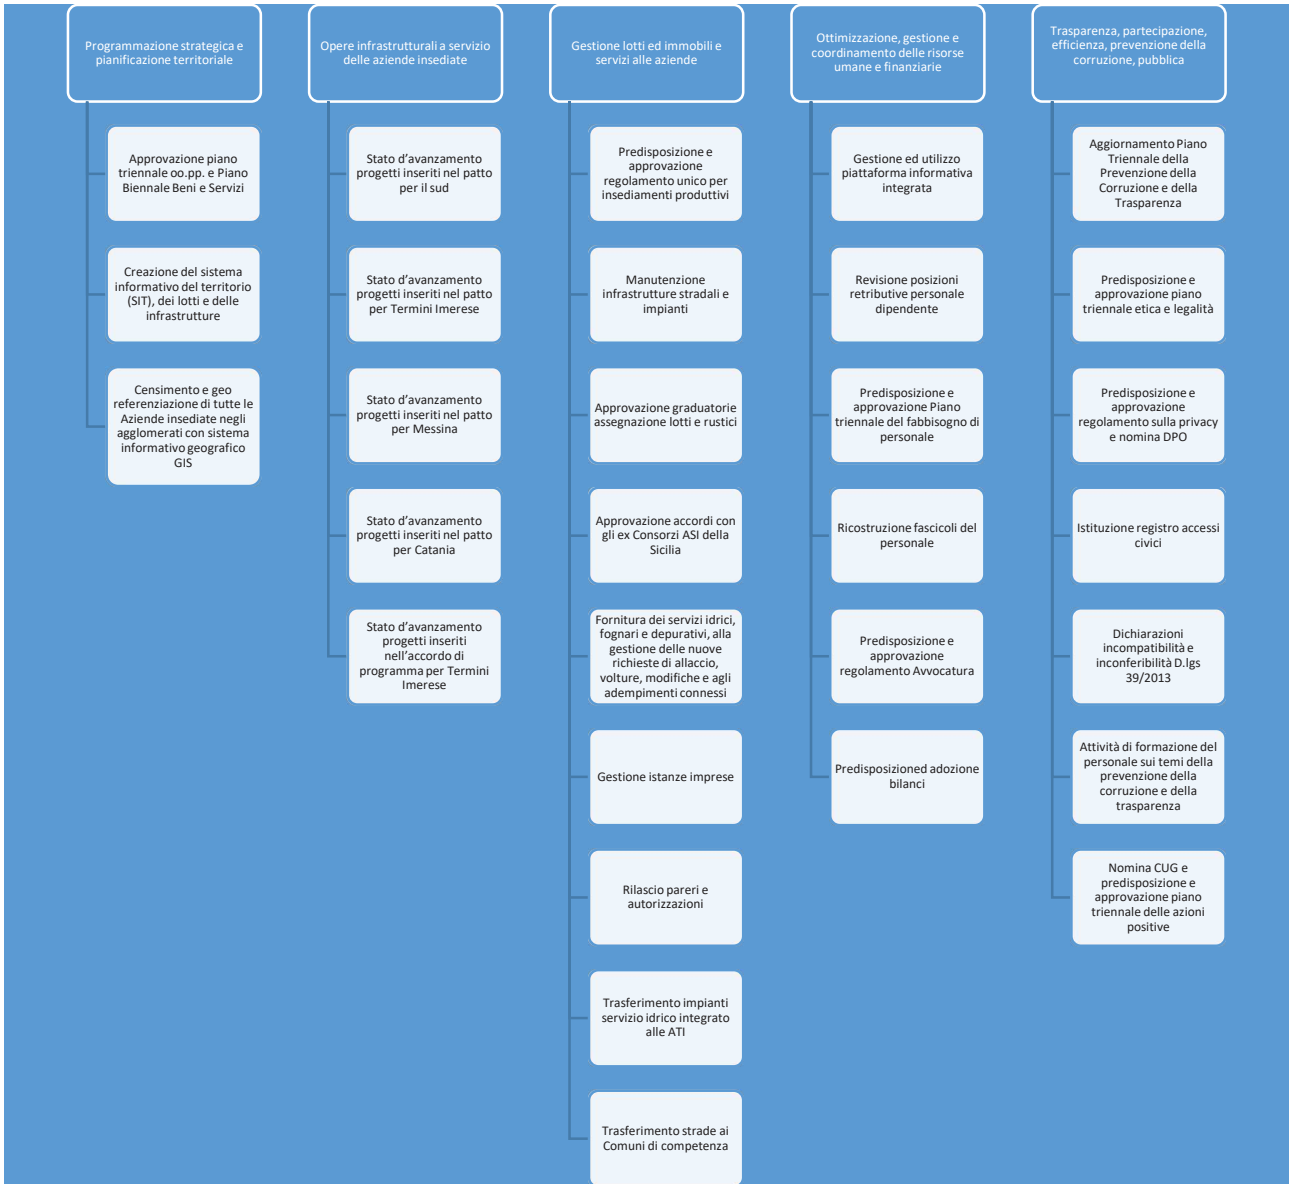 Programmazione strategica e
pianificazione territoriale
Approvazione piano
triennale oo.pp. e Piano
Biennale Beni e Servizi
Creazione del sistema
informativo del territorio
(SIT), dei lotti e delle
infrastrutture
Censimento e geo
referenziazione di tutte le
Aziende insediate negli
agglomerati con sistema
informativo geografico
GIS
Opere infrastrutturali a servizio
delle aziende insediate
Stato d’avanzamento
progetti inseriti nel patto
per il sud
Stato d’avanzamento
progetti inseriti nel patto
per Termini Imerese
Stato d’avanzamento
progetti inseriti nel patto
per Messina
Stato d’avanzamento
progetti inseriti nel patto
per Catania
Stato d’avanzamento
progetti inseriti
nell’accordo di
programma per Termini
Imerese
Gestione lotti ed immobili e
servizi alle aziende
Predisposizione e
approvazione
regolamento unico per
insediamenti produttivi
Manutenzione
infrastrutture stradali e
impianti
Approvazione graduatorie
assegnazione lotti e rustici
Approvazione accordi con
gli ex Consorzi ASI della
Sicilia
Fornitura dei servizi idrici,
fognari e depurativi, alla
gestione delle nuove
richieste di allaccio,
volture, modifiche e agli
adempimenti connessi
Gestione istanze imprese
Rilascio pareri e
autorizzazioni
Trasferimento impianti
servizio idrico integrato
alle ATI
Trasferimento strade ai
Comuni di competenza
Ottimizzazione, gestione e
coordinamento delle risorse
umane e finanziarie
Gestione ed utilizzo
piattaforma informativa
integrata
Revisione posizioni
retributive personale
dipendente
Predisposizione e
approvazione Piano
triennale del fabbisogno di
personale
Ricostruzione fascicoli del
personale
Predisposizione e
approvazione
regolamento Avvocatura
Predisposizioned adozione
bilanci
Trasparenza, partecipazione,
efficienza, prevenzione della
corruzione, pubblica
Aggiornamento Piano
Triennale della
Prevenzione della
Corruzione e della
Trasparenza
Predisposizione e
approvazione piano
triennale etica e legalità
Predisposizione e
approvazione
regolamento sulla privacy
e nomina DPO
Istituzione registro accessi
civici
Dichiarazioni
incompatibilità e
inconferibilità D.lgs
39/2013
Attività di formazione del
personale sui temi della
prevenzione della
corruzione e della
trasparenza
Nomina CUG e
predisposizione e
approvazione piano
triennale delle azioni
positive